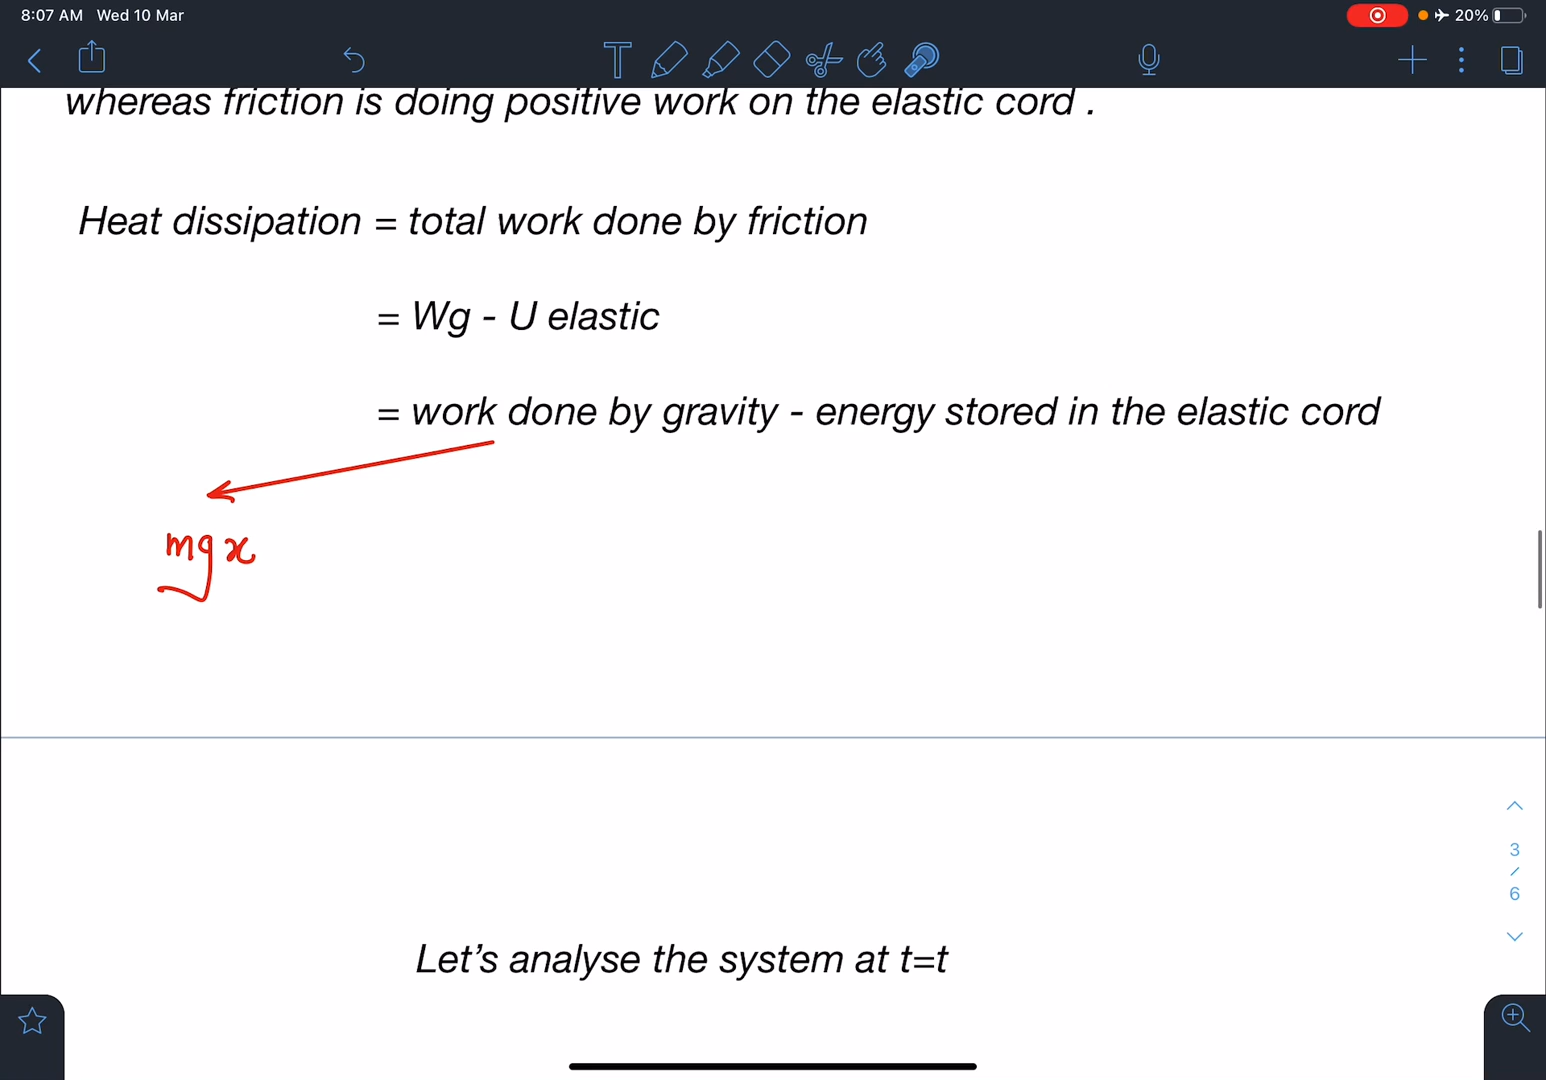 8:07 AM Wed 10 Mar
20%
whereas friction is doing positive work on the elastic cord .
Heat dissipation = total work done by friction
= Wg - U elastic
= work done by gravity - energy stored in the elastic cord
mgx
3
/
6
Let’s analyse the system at t=t